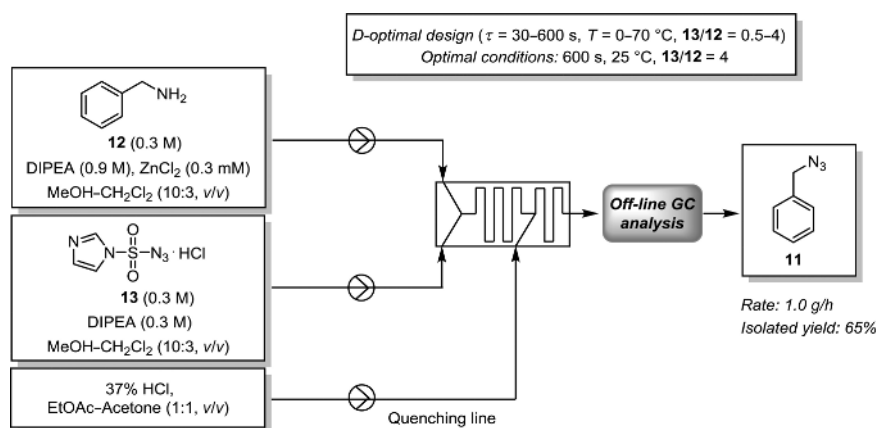 D-optimal design (τ = 30–600 s, T = 0–70 °C, 13/12 = 0.5–4)
Optimal conditions: 600 s, 25 °C, 13/12 = 4
NH₂
12 (0.3 M)
DIPEA (0.9 M), ZnCl₂ (0.3 mM)
MeOH–CH₂Cl₂ (10:3, v/v)
N
O
N–S–N₃ · HCl
O
13 (0.3 M)
DIPEA (0.3 M)
MeOH–CH₂Cl₂ (10:3, v/v)
37% HCl,
EtOAc–Acetone (1:1, v/v)
Quenching line
Off-line GC
analysis
N₃
11
Rate: 1.0 g/h
Isolated yield: 65%